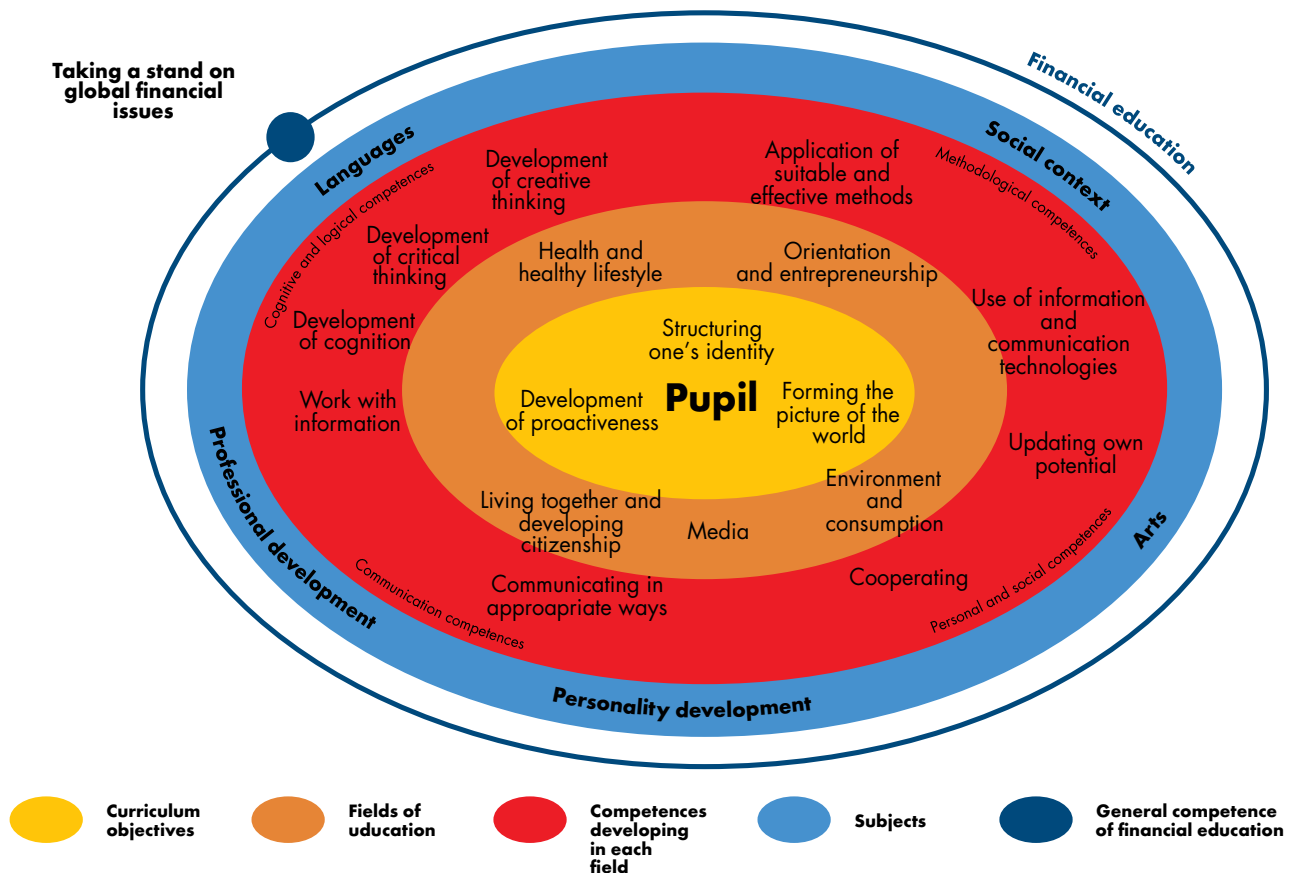 Taking a stand on
global financial
issues
Financial education
Languages
Social context
Cognitive and logical competences
Methodological competences
Development
of creative
thinking
Application of
suitable and
effective methods
Development
of critical
thinking
Health and
healthy lifestyle
Orientation
and entrepreneurship
Development
of cognition
Use of information
and
communication
technologies
Structuring
one's identity
Work with
information
Development
of proactiveness
Pupil
Forming the
picture of the
world
Updating own
potential
Professional development
Living together and
developing
citizenship
Media
Environment
and
consumption
Arts
Communication competences
Communicating in
approapriate ways
Cooperating
Personal and social competences
Personality development
Curriculum
objectives
Fields of
uducation
Competences
developing
in each
field
Subjects
General competence
of financial education